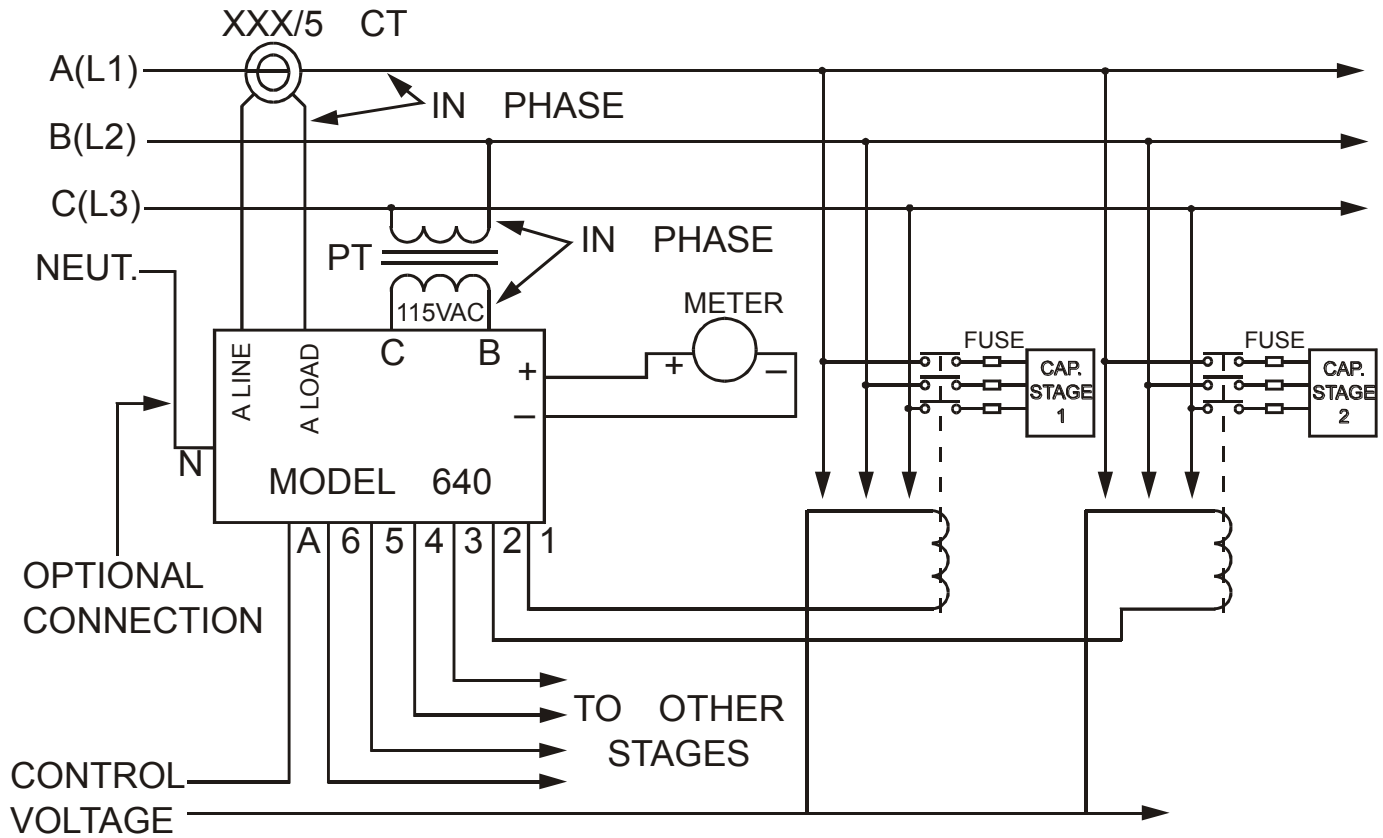 XXX/5 CT
A(L1)
IN PHASE
B(L2)
C(L3)
IN PHASE
PT
NEUT.
115VAC
METER
A LINE
A LOAD
C
B
+
–
+
–
FUSE
CAP.
STAGE
1
FUSE
CAP.
STAGE
2
N
MODEL 640
A
6
5
4
3
2
1
OPTIONAL
CONNECTION
TO OTHER
STAGES
CONTROL
VOLTAGE